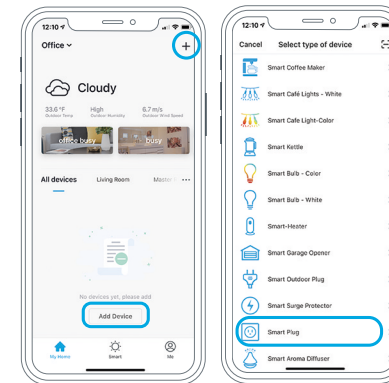 12:10
Office
+
Cloudy
33.6 °F
Outdoor Temp
High
Outdoor Humidity
6.7 m/s
Outdoor Wind Speed
office busy
busy
All devices
Living Room
Master
No devices yet, please add
Add Device
My Home
Smart
Me
12:10
Cancel
Select type of device
Smart Coffee Maker
Smart Café Lights - White
Smart Cafe Light-Color
Smart Kettle
Smart Bulb - Color
Smart Bulb - White
Smart-Heater
Smart Garage Opener
Smart Outdoor Plug
Smart Surge Protector
Smart Plug
Smart Aroma Diffuser